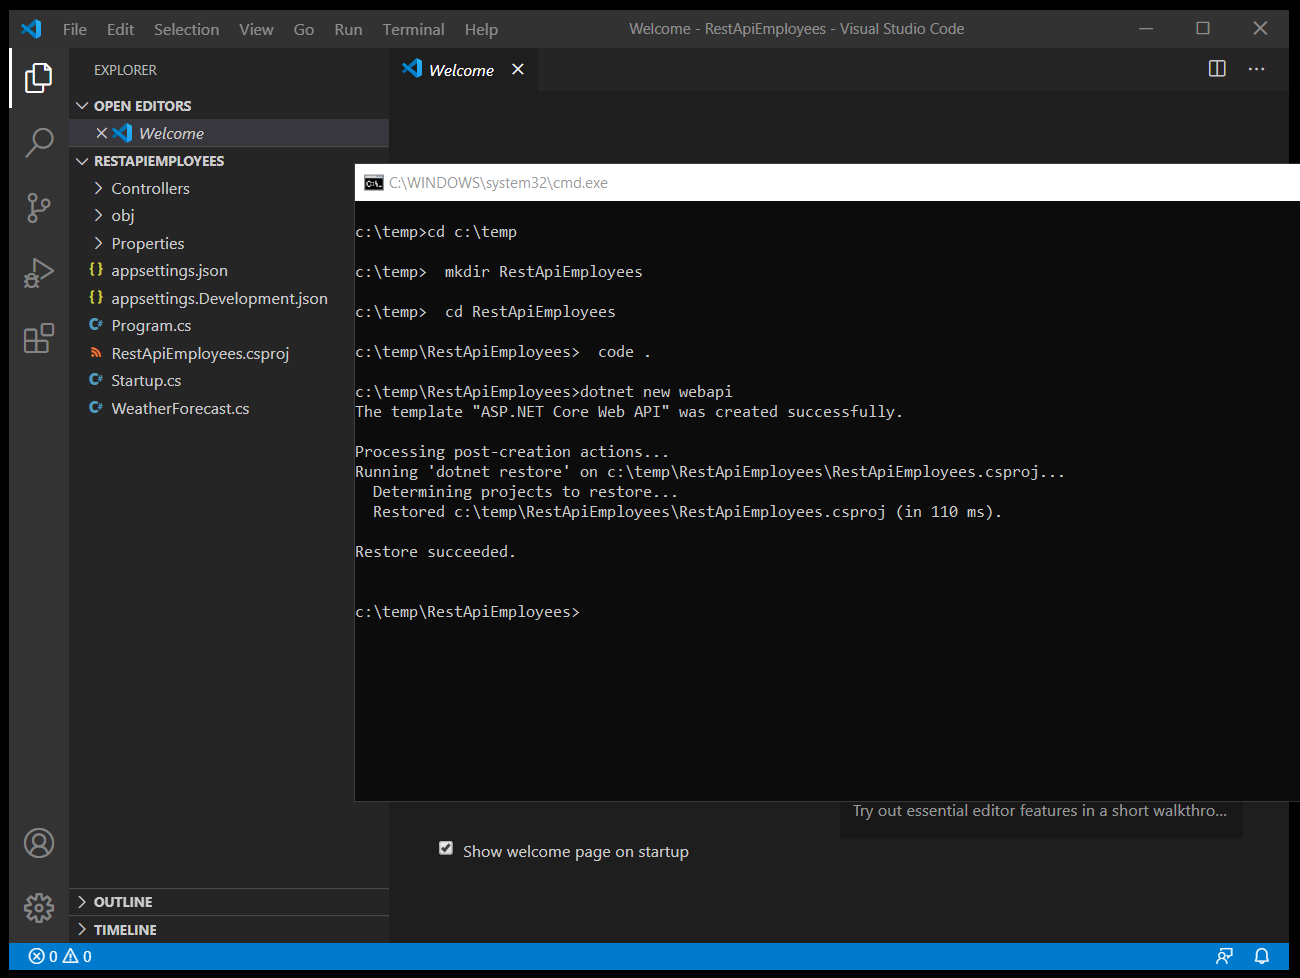 File Edit Selection View Go Run Terminal Help Welcome - RestApiEmployees - Visual Studio Code
EXPLORER
Welcome
OPEN EDITORS
Welcome
RESTAPIEMPLOYEES
Controllers
obj
Properties
{} appsettings.json
{} appsettings.Development.json
C# Program.cs
RestApiEmployees.csproj
C# Startup.cs
C# WeatherForecast.cs
C:\WINDOWS\system32\cmd.exe
c:\temp>cd c:\temp
c:\temp>  mkdir RestApiEmployees
c:\temp>  cd RestApiEmployees
c:\temp\RestApiEmployees>  code .
c:\temp\RestApiEmployees>dotnet new webapi
The template "ASP.NET Core Web API" was created successfully.
Processing post-creation actions...
Running 'dotnet restore' on c:\temp\RestApiEmployees\RestApiEmployees.csproj...
  Determining projects to restore...
  Restored c:\temp\RestApiEmployees\RestApiEmployees.csproj (in 110 ms).
Restore succeeded.
c:\temp\RestApiEmployees>
Try out essential editor features in a short walkthro...
Show welcome page on startup
OUTLINE
TIMELINE
0 0